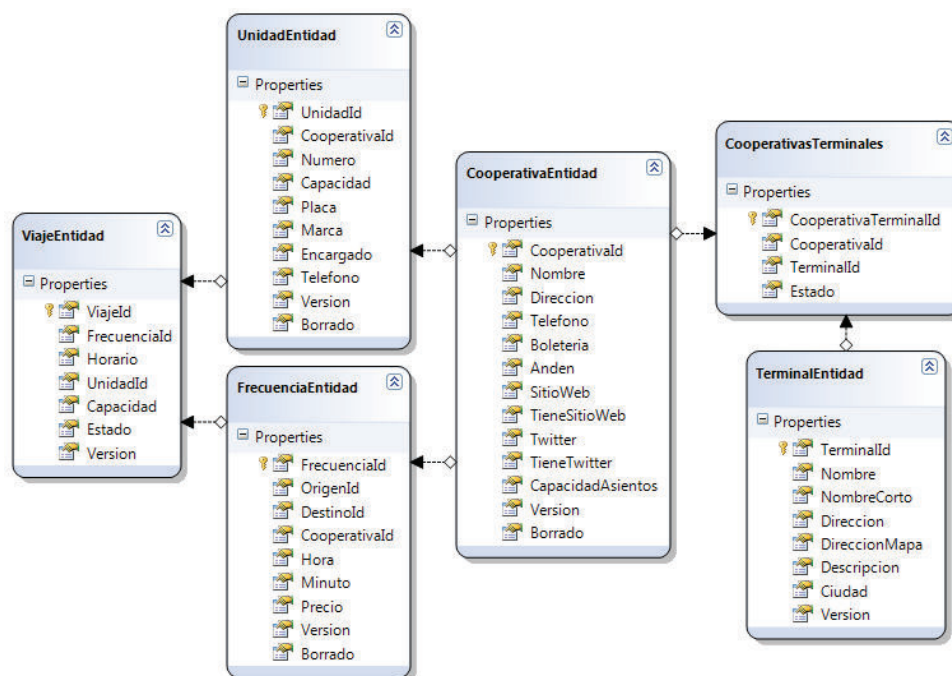 UnidadEntidad
Properties
UnidadId
CooperativaId
Numero
Capacidad
Placa
Marca
Encargado
Telefono
Version
Borrado
ViajeEntidad
Properties
ViajeId
FrecuenciaId
Horario
UnidadId
Capacidad
Estado
Version
FrecuenciaEntidad
Properties
FrecuenciaId
OrigenId
DestinoId
CooperativaId
Hora
Minuto
Precio
Version
Borrado
CooperativaEntidad
Properties
CooperativaId
Nombre
Direccion
Telefono
Boleteria
Anden
SitioWeb
TieneSitioWeb
Twitter
TieneTwitter
CapacidadAsientos
Version
Borrado
CooperativasTerminales
Properties
CooperativaTerminalId
CooperativaId
TerminalId
Estado
TerminalEntidad
Properties
TerminalId
Nombre
NombreCorto
Direccion
DireccionMapa
Descripcion
Ciudad
Version